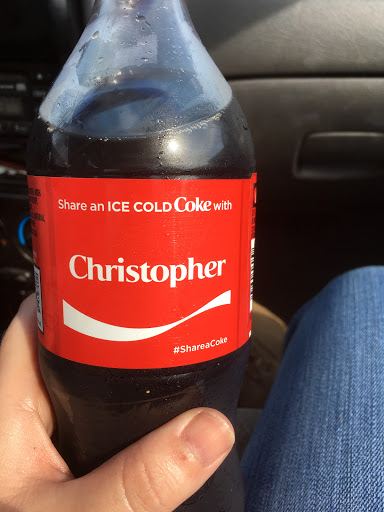 Share an ICE COLD Coke with
Christopher
#ShareaCoke